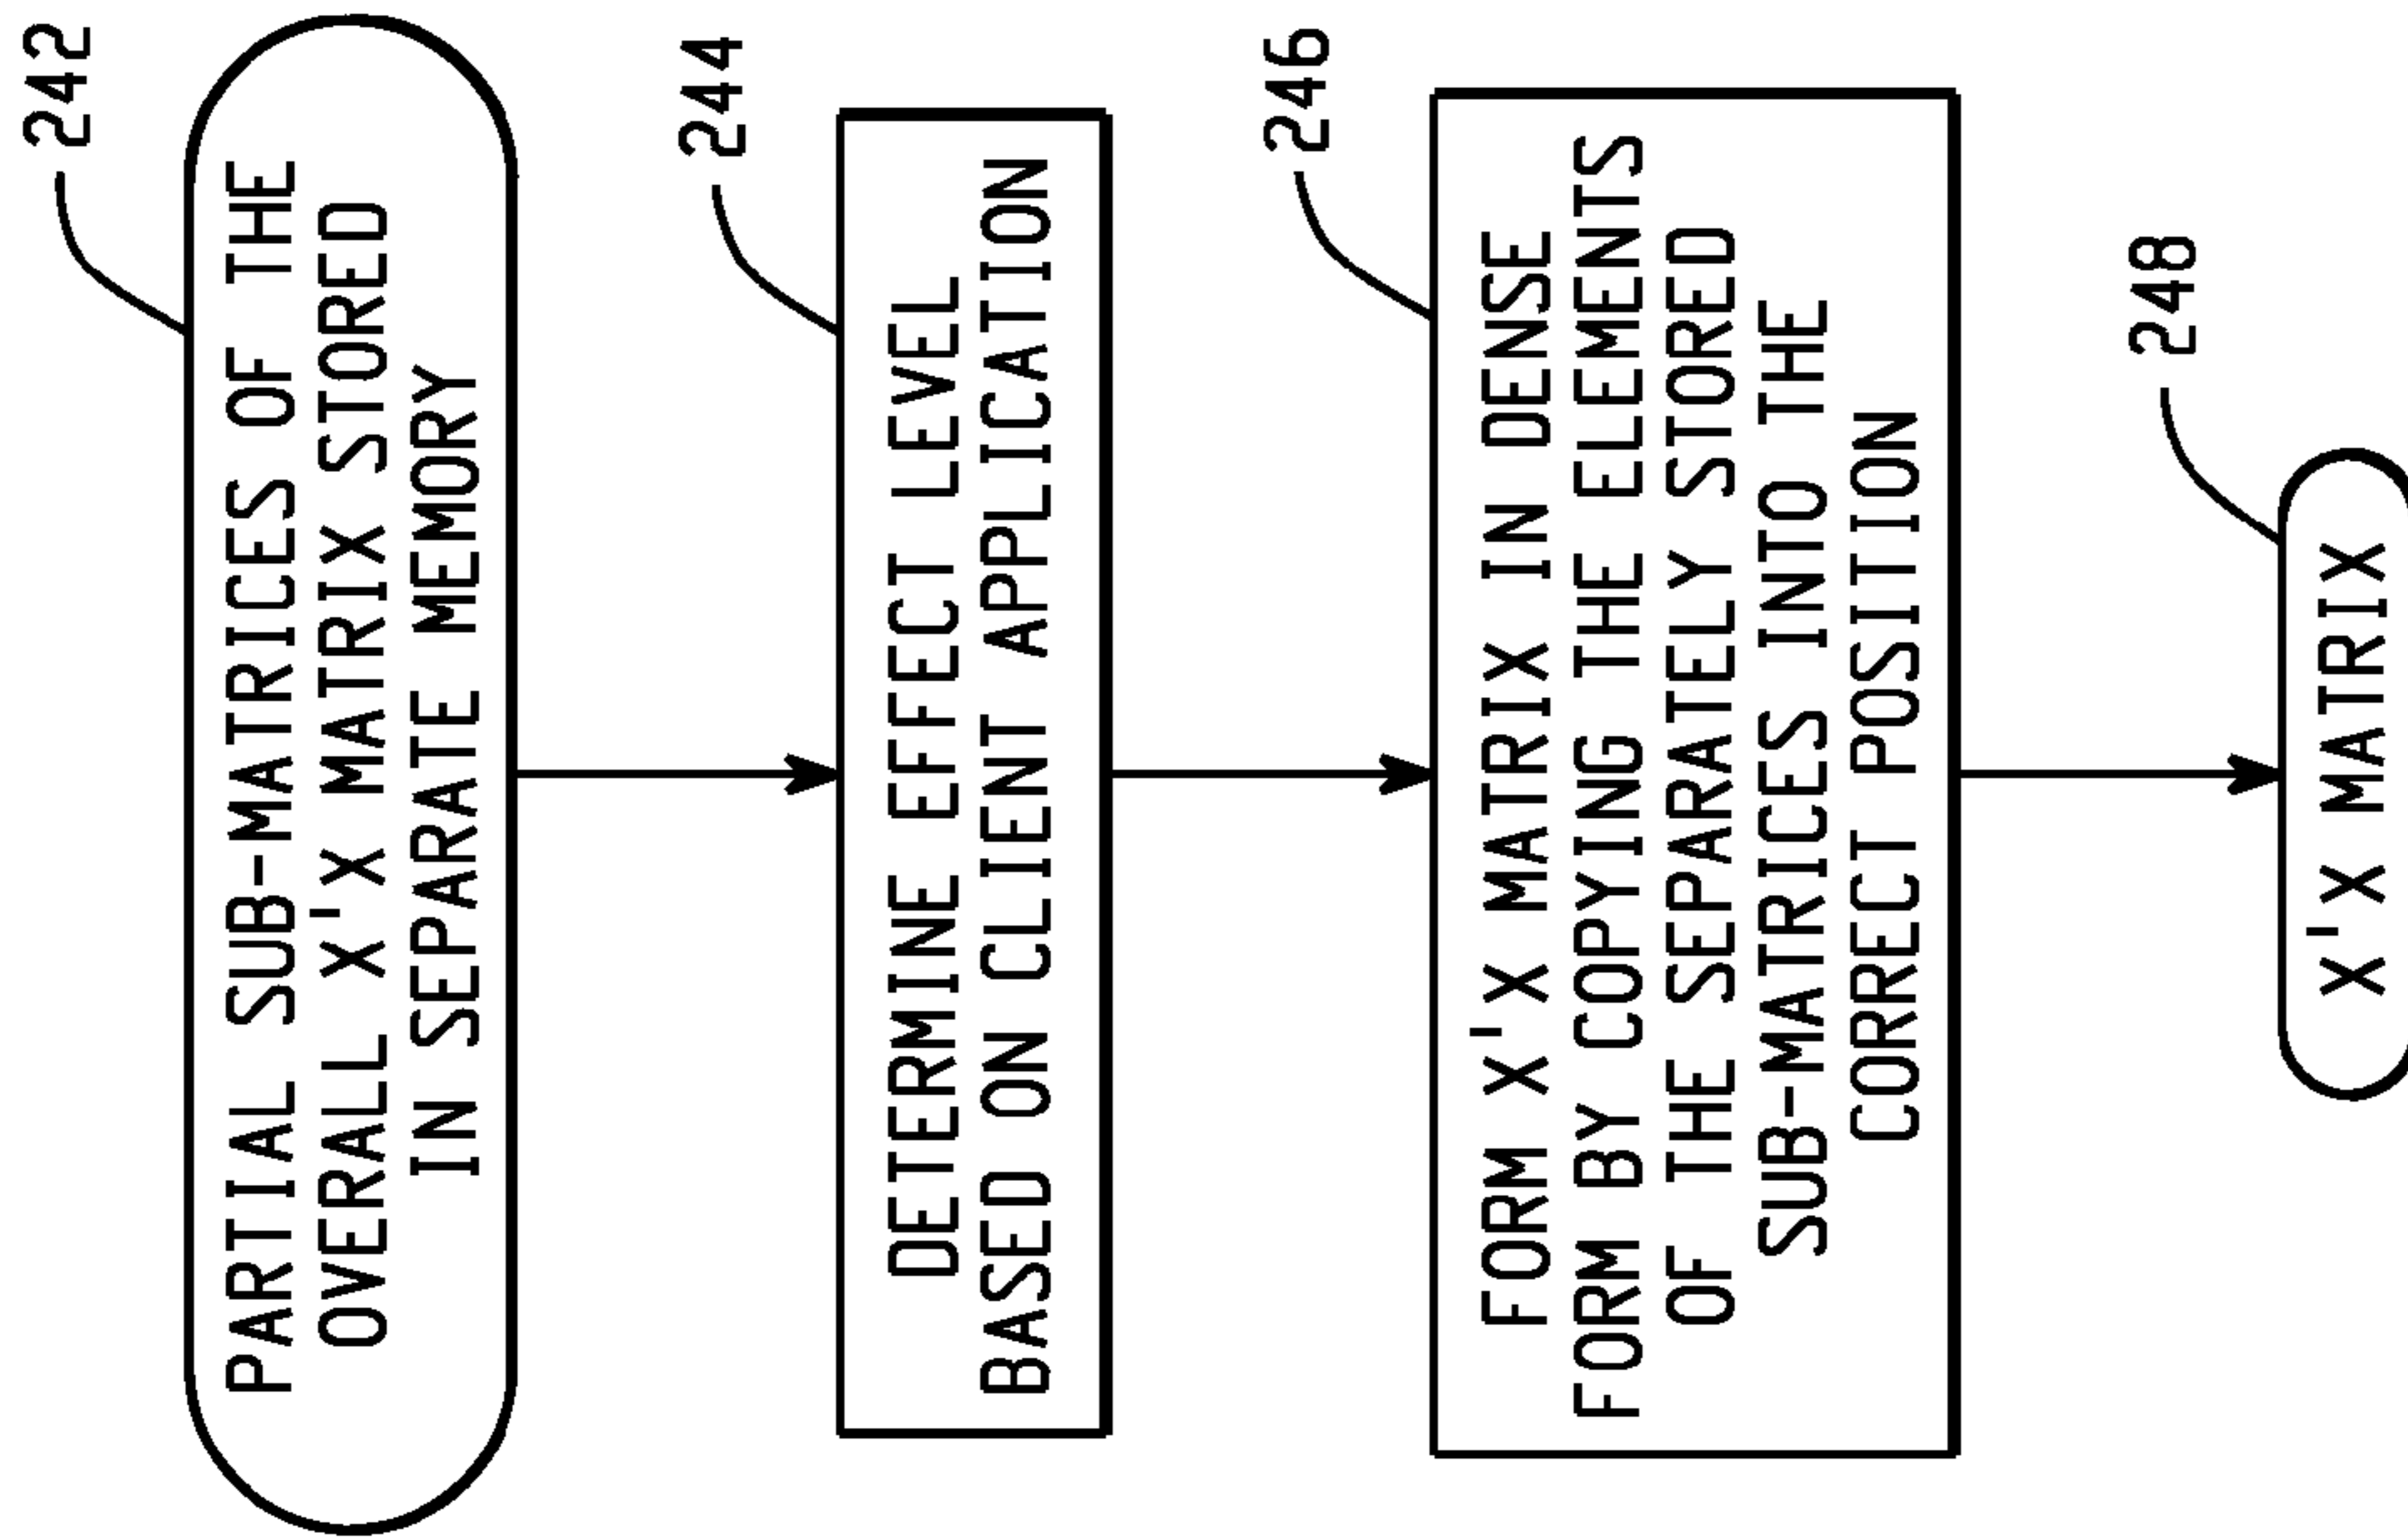 242
PARTIAL SUB-MATRICES OF THE
OVERALL X'X MATRIX STORED
IN SEPARATE MEMORY
244
DETERMINE EFFECT LEVEL
BASED ON CLIENT APPLICATION
246
FORM X'X MATRIX IN DENSE
FORM BY COPYING THE ELEMENTS
OF THE SEPARATELY STORED
SUB-MATRICES INTO THE
CORRECT POSITION
248
X'X MATRIX